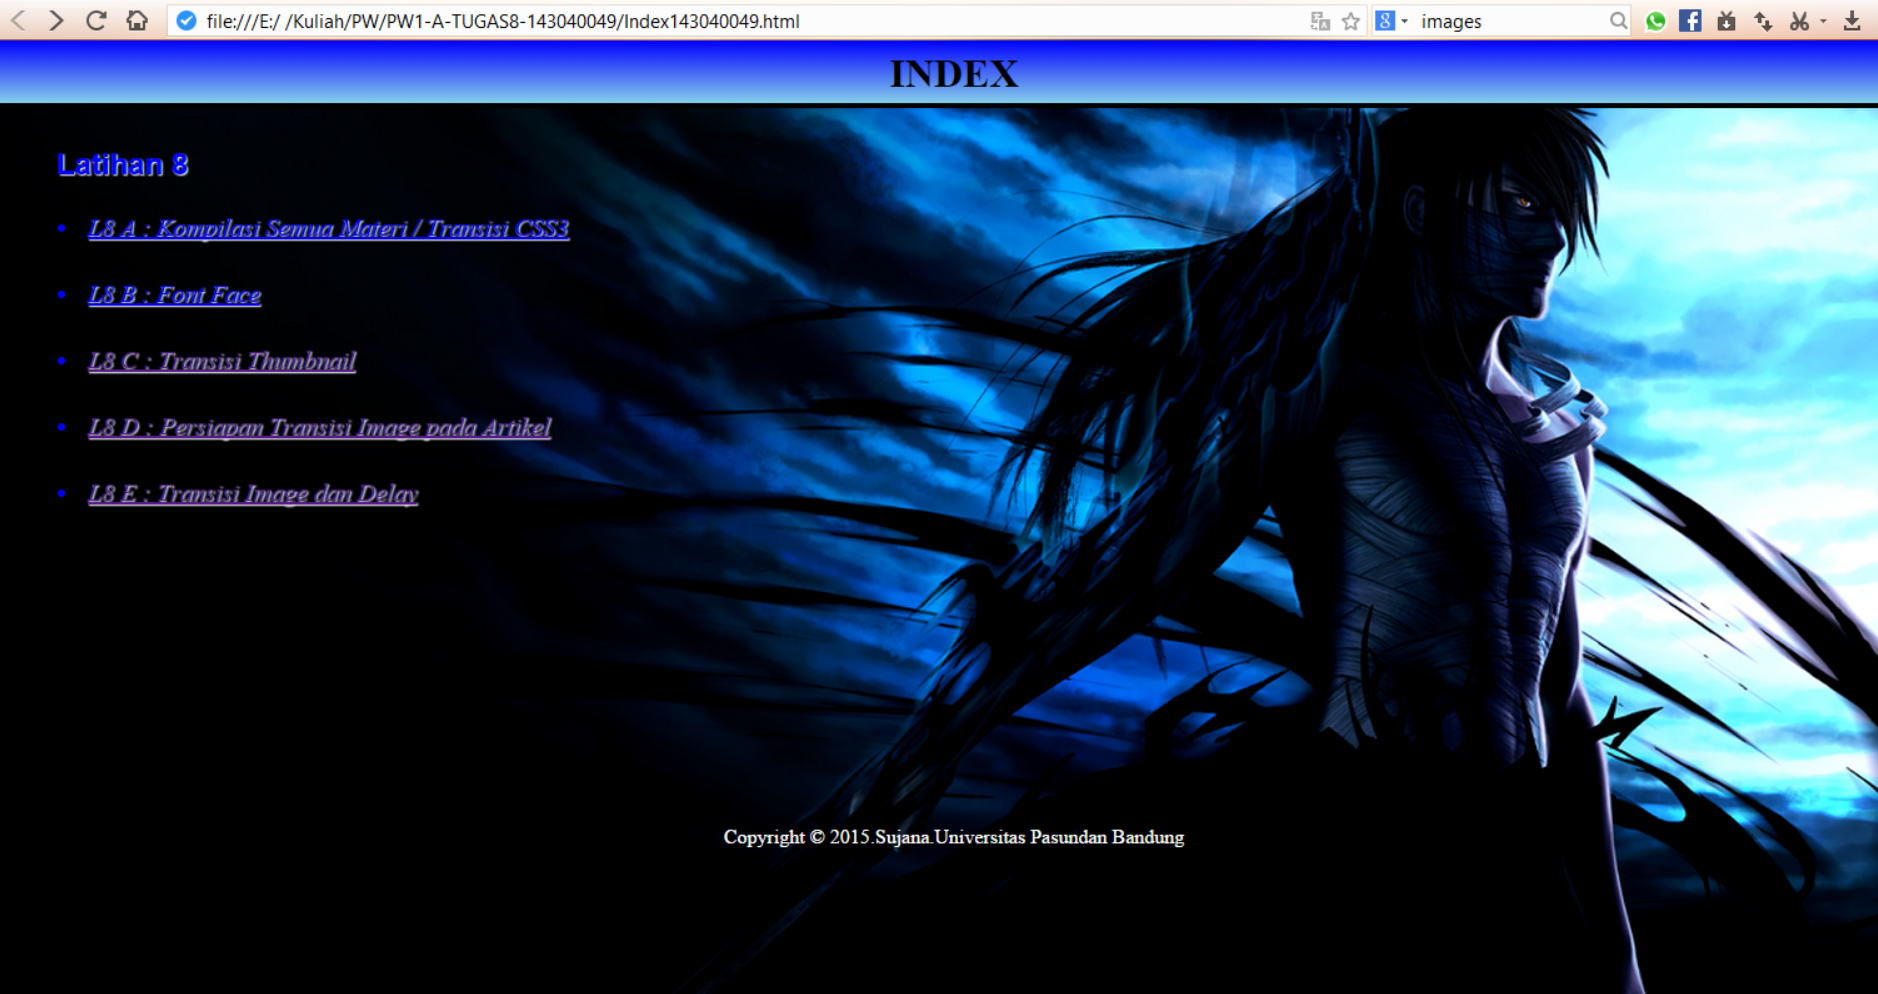 file:///E:/ /Kuliah/PW/PW1-A-TUGAS8-143040049/Index143040049.html
images
INDEX
Latihan 8
L8 A : Kompilasi Semua Materi / Transisi CSS3
L8 B : Font Face
L8 C : Transisi Thumbnail
L8 D : Persiapan Transisi Image pada Artikel
L8 E : Transisi Image dan Delay
Copyright © 2015.Sujana.Universitas Pasundan Bandung